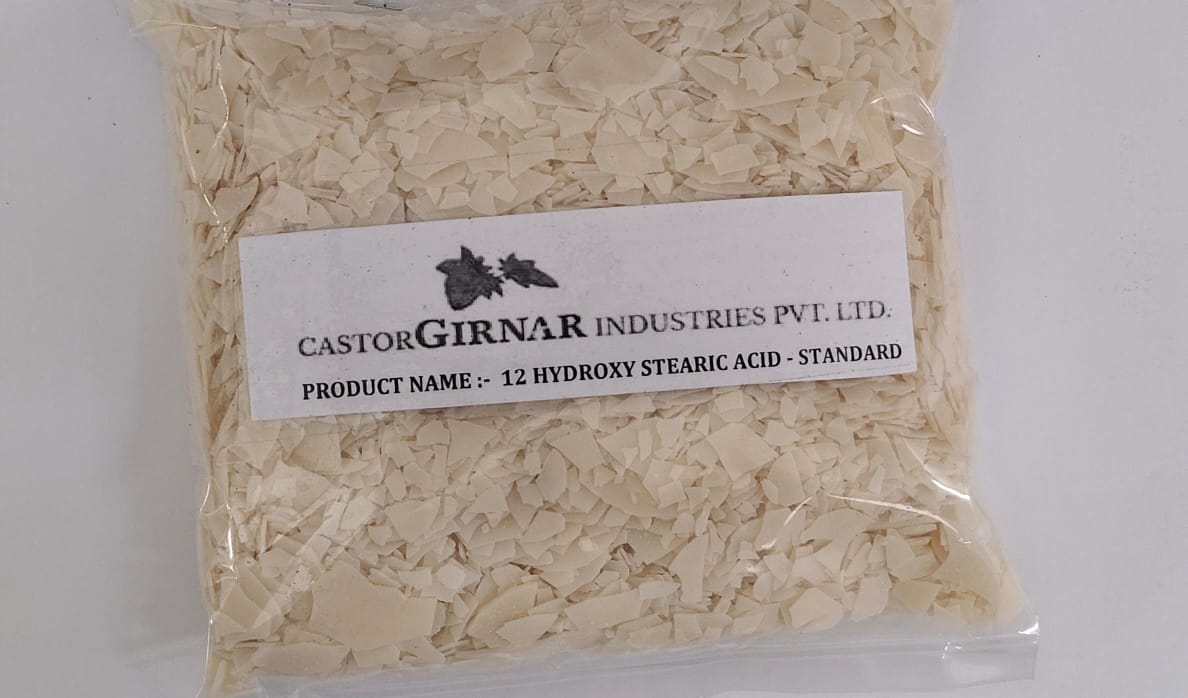 CASTORGIRNAR INDUSTRIES PVT. LTD.
PRODUCT NAME :- 12 HYDROXY STEARIC ACID - STANDARD